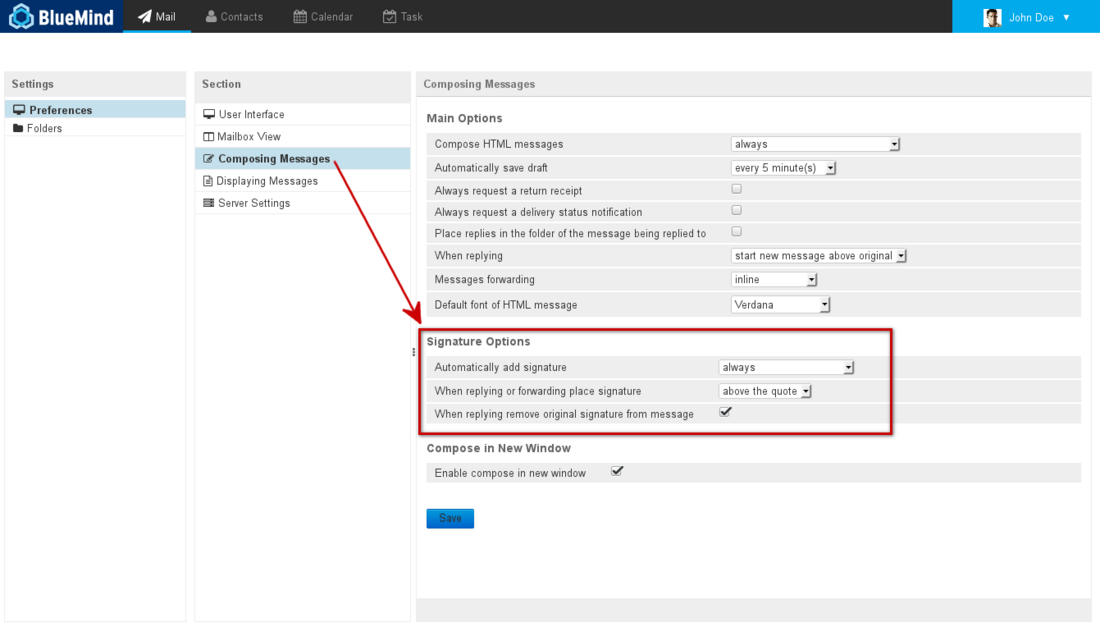 BlueMind
Mail
Contacts
Calendar
Task
John Doe
Settings
Preferences
Folders
Section
User Interface
Mailbox View
Composing Messages
Displaying Messages
Server Settings
Composing Messages
Main Options
Compose HTML messages always
Automatically save draft every 5 minute(s)
Always request a return receipt
Always request a delivery status notification
Place replies in the folder of the message being replied to
When replying start new message above original
Messages forwarding inline
Default font of HTML message Verdana
Signature Options
Automatically add signature always
When replying or forwarding place signature above the quote
When replying remove original signature from message
Compose in New Window
Enable compose in new window
Save